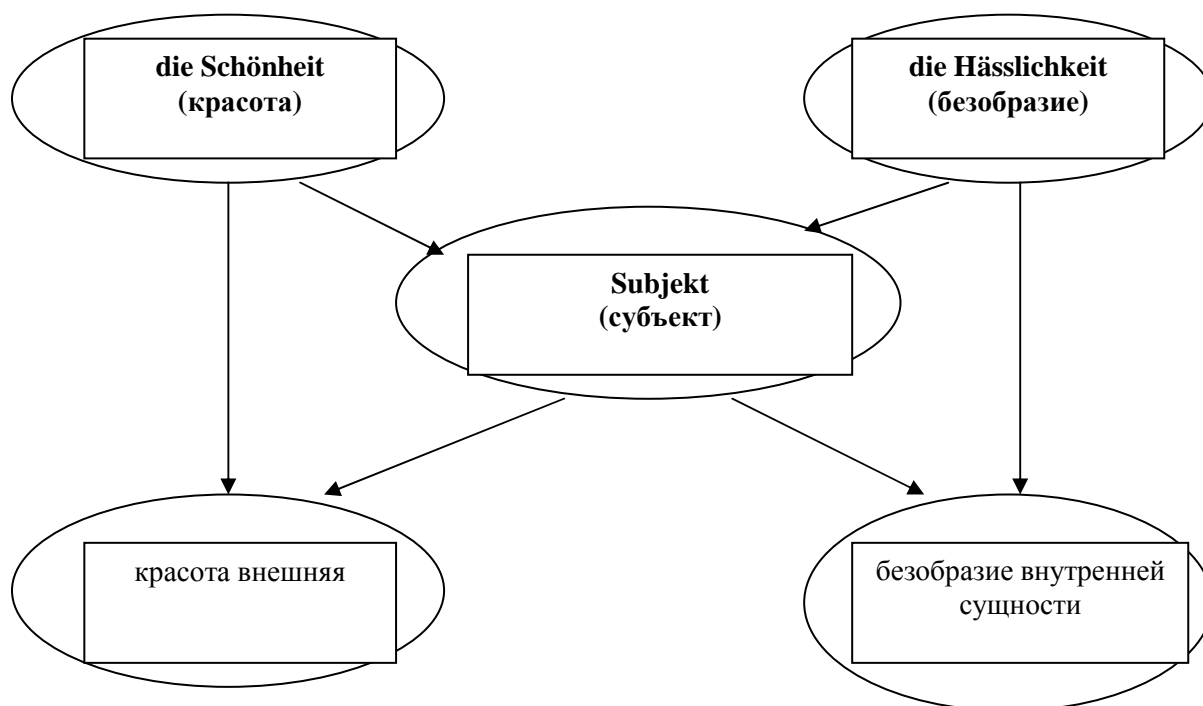 die Schönheit
(красота)
die Hässlichkeit
(безобразие)
Subjekt
(субъект)
красота внешняя
безобразие внутренней
сущности